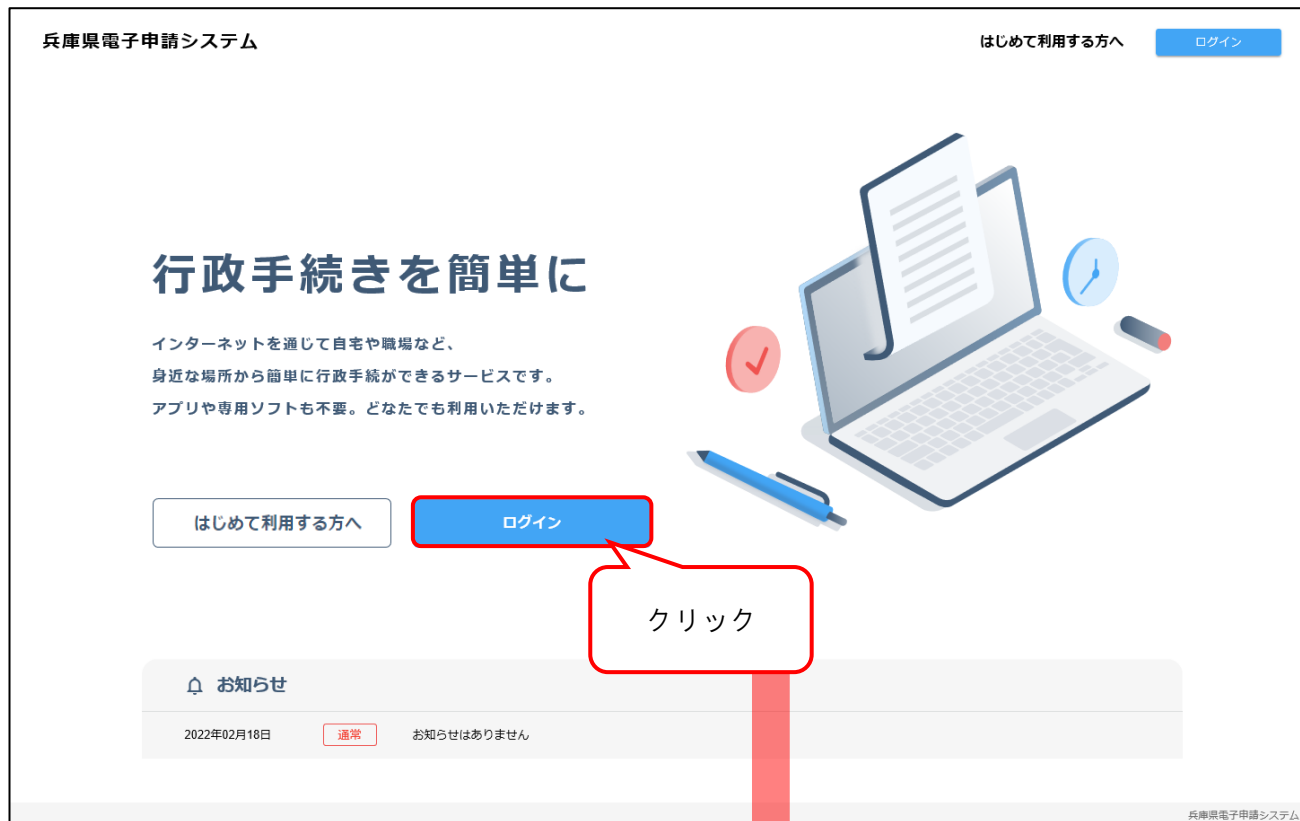 兵庫県電子申請システム
はじめて利用する方へ
ログイン
行政手続きを簡単に
インターネットを通じて自宅や職場など、
身近な場所から簡単に行政手続ができるサービスです。
アプリや専用ソフトも不要。どなたでも利用いただけます。
はじめて利用する方へ
ログイン
クリック
お知らせ
2022年02月18日 通常 お知らせはありません
兵庫県電子申請システム